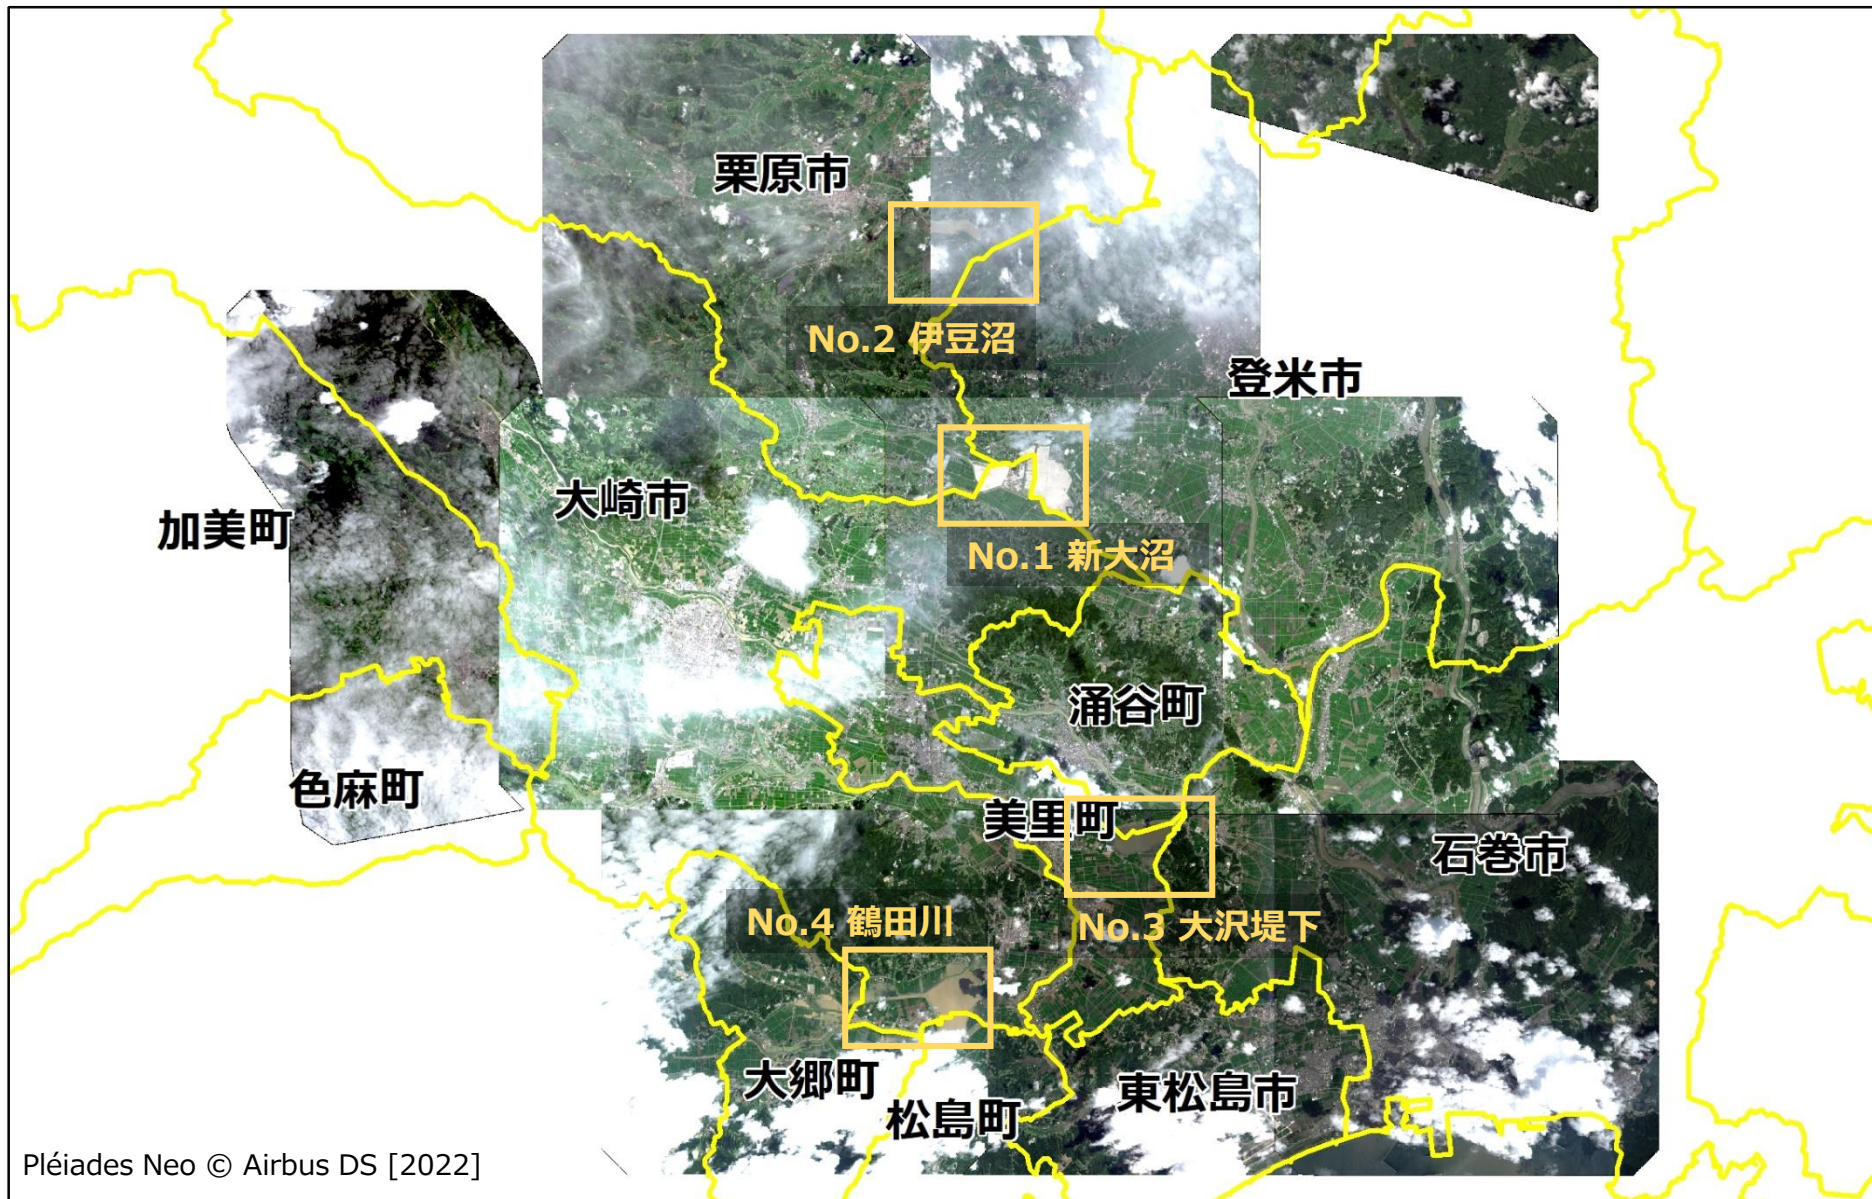 栗原市
No.2 伊豆沼
登米市
大崎市
加美町
No.1 新大沼
涌谷町
色麻町
美里町
石巻市
No.4 鶴田川
No.3 大沢堤下
大郷町
松島町
東松島市
Pléiades Neo © Airbus DS [2022]